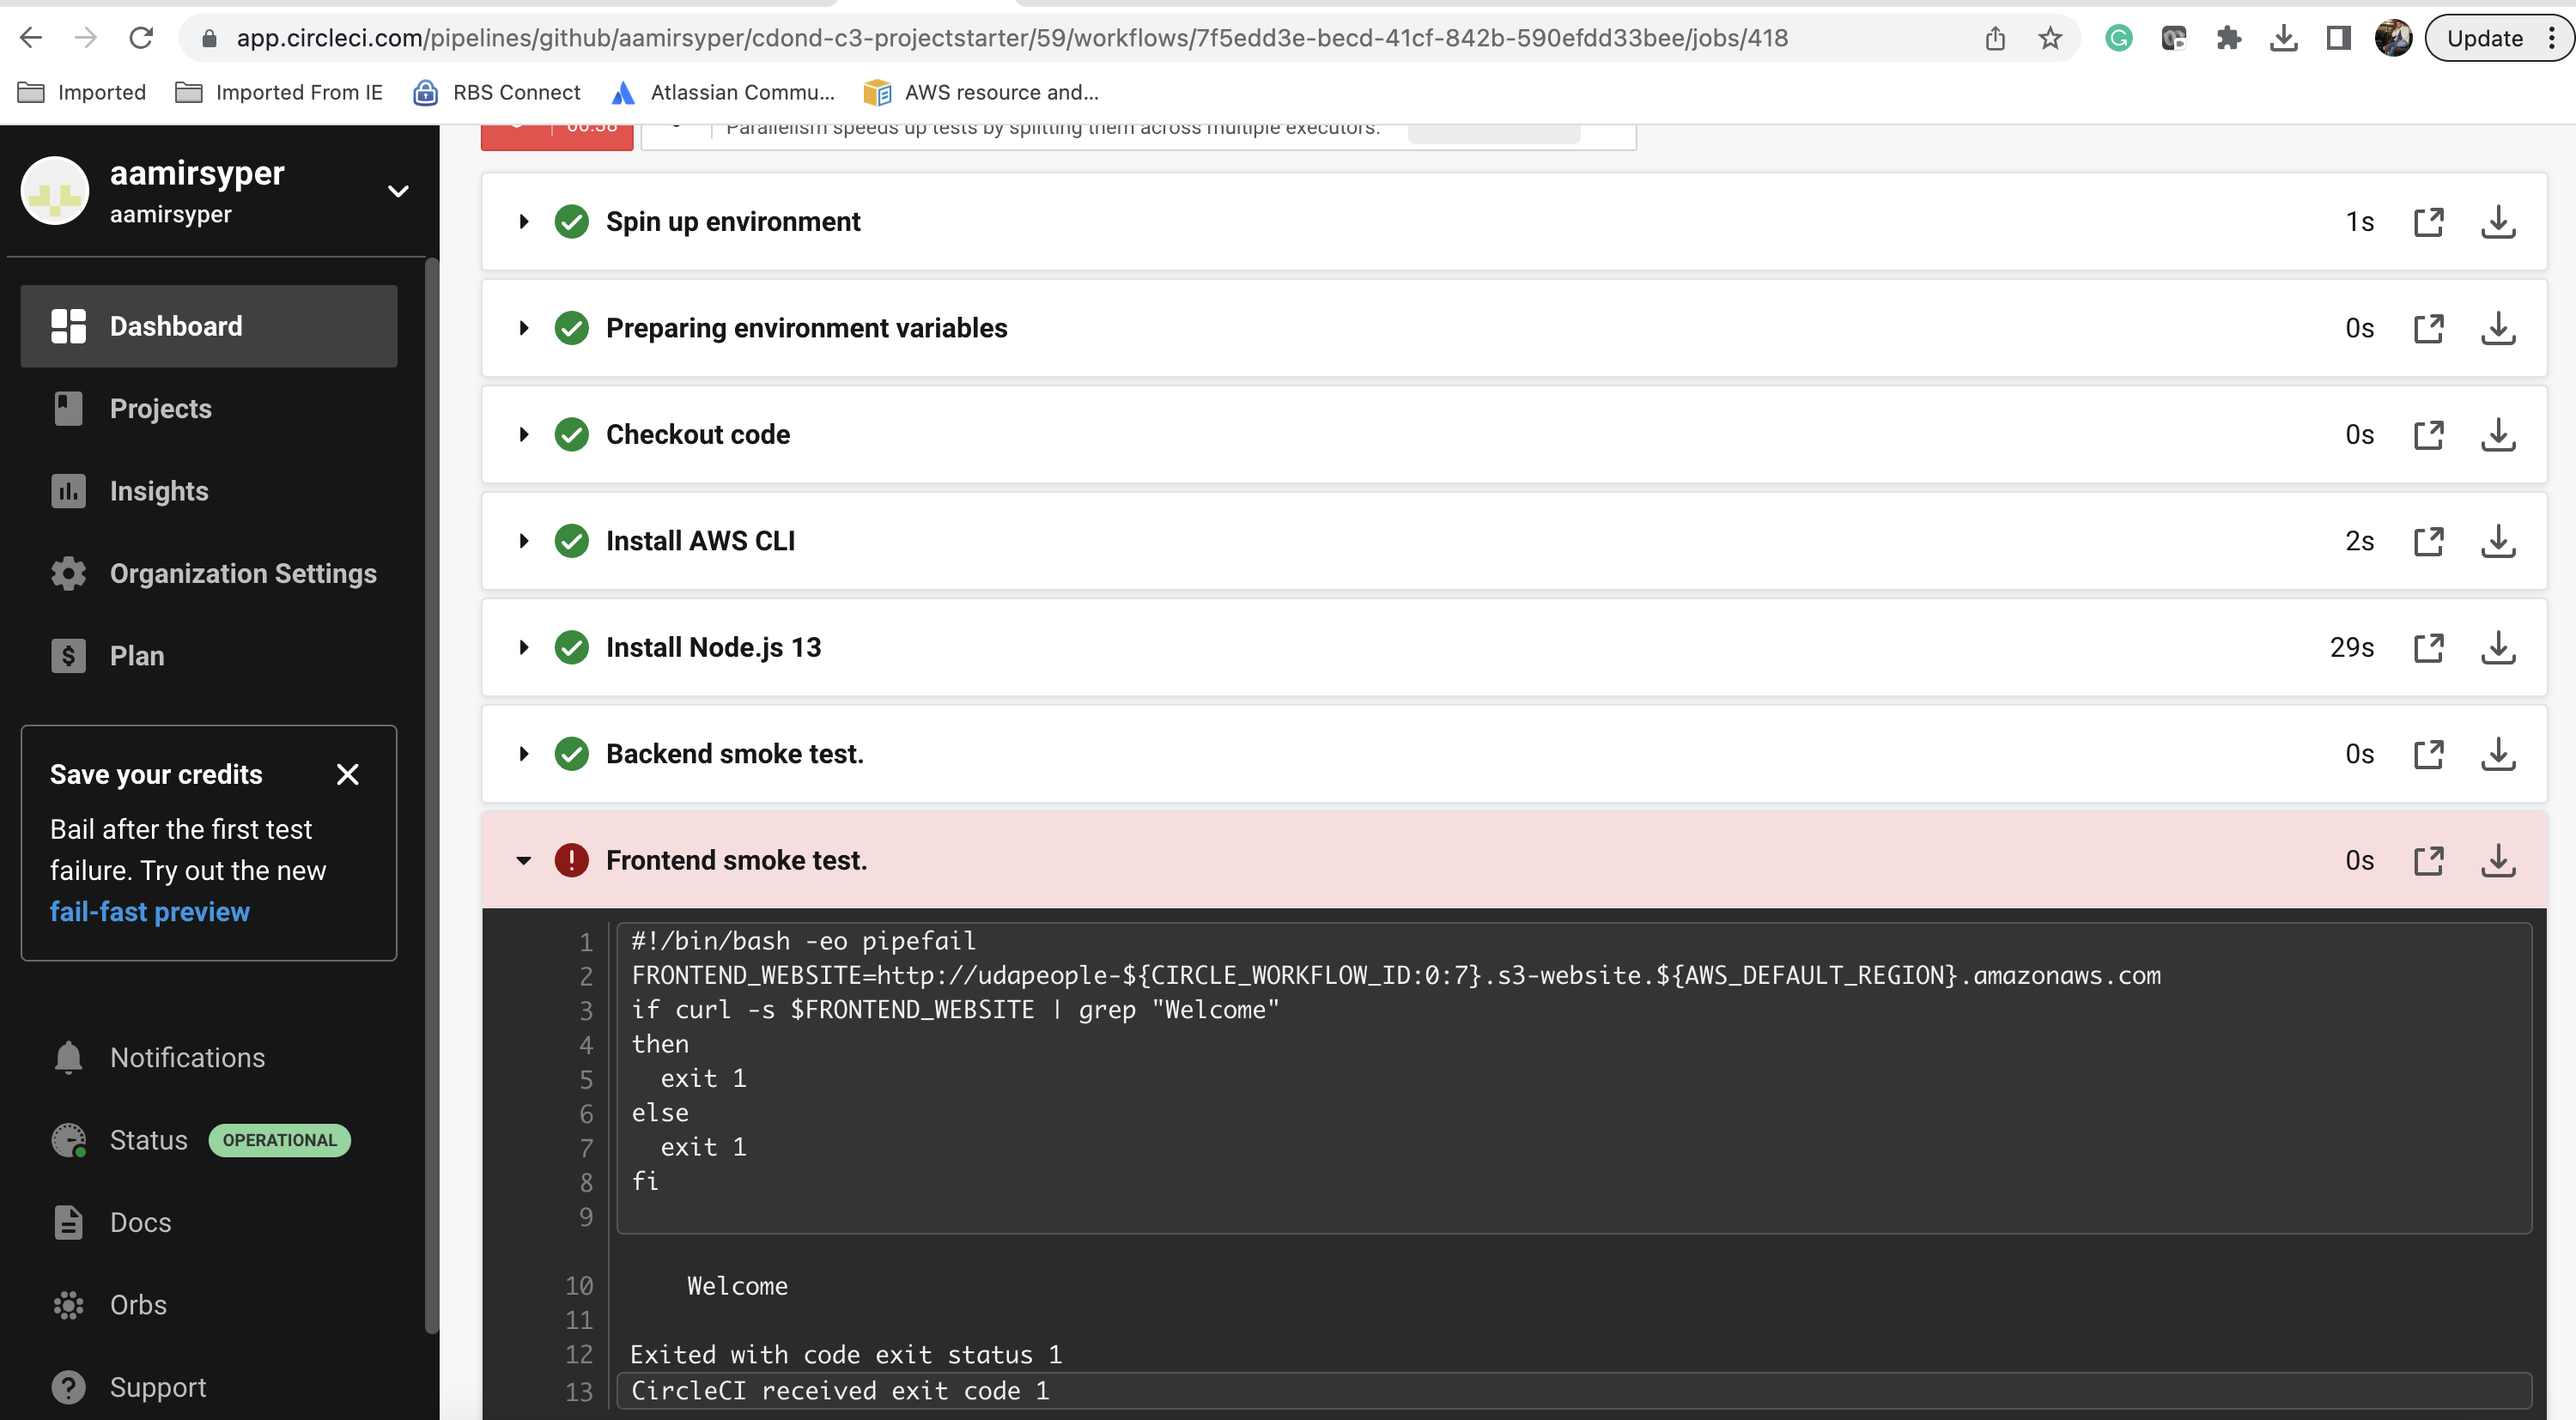 app.circleci.com/pipelines/github/aamirsyper/cdond-c3-projectstarter/59/workflows/7f5edd3e-becd-41cf-842b-590efdd33bee/jobs/418
Update
Imported
Imported From IE
RBS Connect
Atlassian Commu...
AWS resource and...
00:38
Parallelism speeds up tests by splitting them across multiple executors.
aamirsyper
aamirsyper
Dashboard
Projects
Insights
Organization Settings
Plan
Save your credits
Bail after the first test
failure. Try out the new
fail-fast preview
Notifications
Status OPERATIONAL
Docs
Orbs
Support
Spin up environment 1s
Preparing environment variables 0s
Checkout code 0s
Install AWS CLI 2s
Install Node.js 13 29s
Backend smoke test. 0s
Frontend smoke test. 0s
1 #!/bin/bash -eo pipefail
2 FRONTEND_WEBSITE=http://udapeople-${CIRCLE_WORKFLOW_ID:0:7}.s3-website.${AWS_DEFAULT_REGION}.amazonaws.com
3 if curl -s $FRONTEND_WEBSITE | grep "Welcome"
4 then
5   exit 1
6 else
7   exit 1
8 fi
9
10     Welcome
11
12 Exited with code exit status 1
13 CircleCI received exit code 1